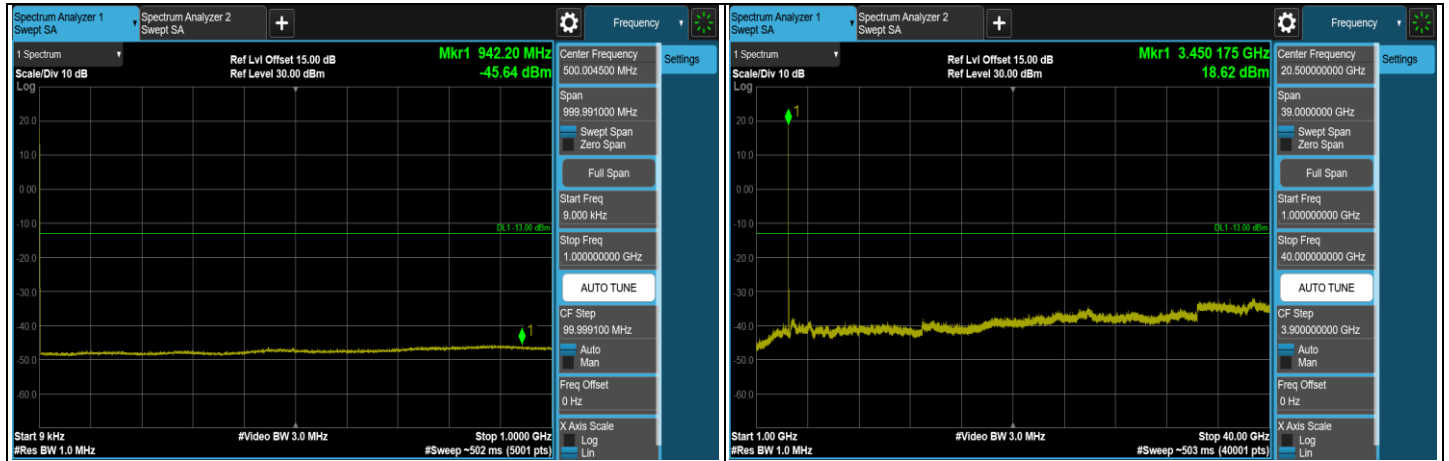 Spectrum Analyzer 1
Swept SA
Spectrum Analyzer 2
Swept SA
+
Frequency
1 Spectrum
Scale/Div 10 dB
Log
Ref Lvl Offset 15.00 dB
Ref Level 30.00 dBm
Mkr1 942.20 MHz
-45.64 dBm
20.0
10.0
0.00
-10.0
-20.0
-30.0
-40.0
-50.0
-60.0
DL1 -13.00 dBm
1
Start 9 kHz
#Res BW 1.0 MHz
#Video BW 3.0 MHz
Stop 1.0000 GHz
#Sweep ~502 ms (5001 pts)
Center Frequency
500.004500 MHz
Settings
Span
999.991000 MHz
Swept Span
Zero Span
Full Span
Start Freq
9.000 kHz
Stop Freq
1.000000000 GHz
AUTO TUNE
CF Step
99.999100 MHz
Auto
Man
Freq Offset
0 Hz
X Axis Scale
Log
Lin
Spectrum Analyzer 1
Swept SA
Spectrum Analyzer 2
Swept SA
+
Frequency
1 Spectrum
Scale/Div 10 dB
Log
Ref Lvl Offset 15.00 dB
Ref Level 30.00 dBm
Mkr1 3.450 175 GHz
18.62 dBm
20.0
10.0
0.00
-10.0
-20.0
-30.0
-40.0
-50.0
-60.0
1
DL1 -13.00 dBm
Start 1.00 GHz
#Res BW 1.0 MHz
#Video BW 3.0 MHz
Stop 40.00 GHz
#Sweep ~503 ms (40001 pts)
Center Frequency
20.500000000 GHz
Settings
Span
39.0000000 GHz
Swept Span
Zero Span
Full Span
Start Freq
1.000000000 GHz
Stop Freq
40.000000000 GHz
AUTO TUNE
CF Step
3.900000000 GHz
Auto
Man
Freq Offset
0 Hz
X Axis Scale
Log
Lin